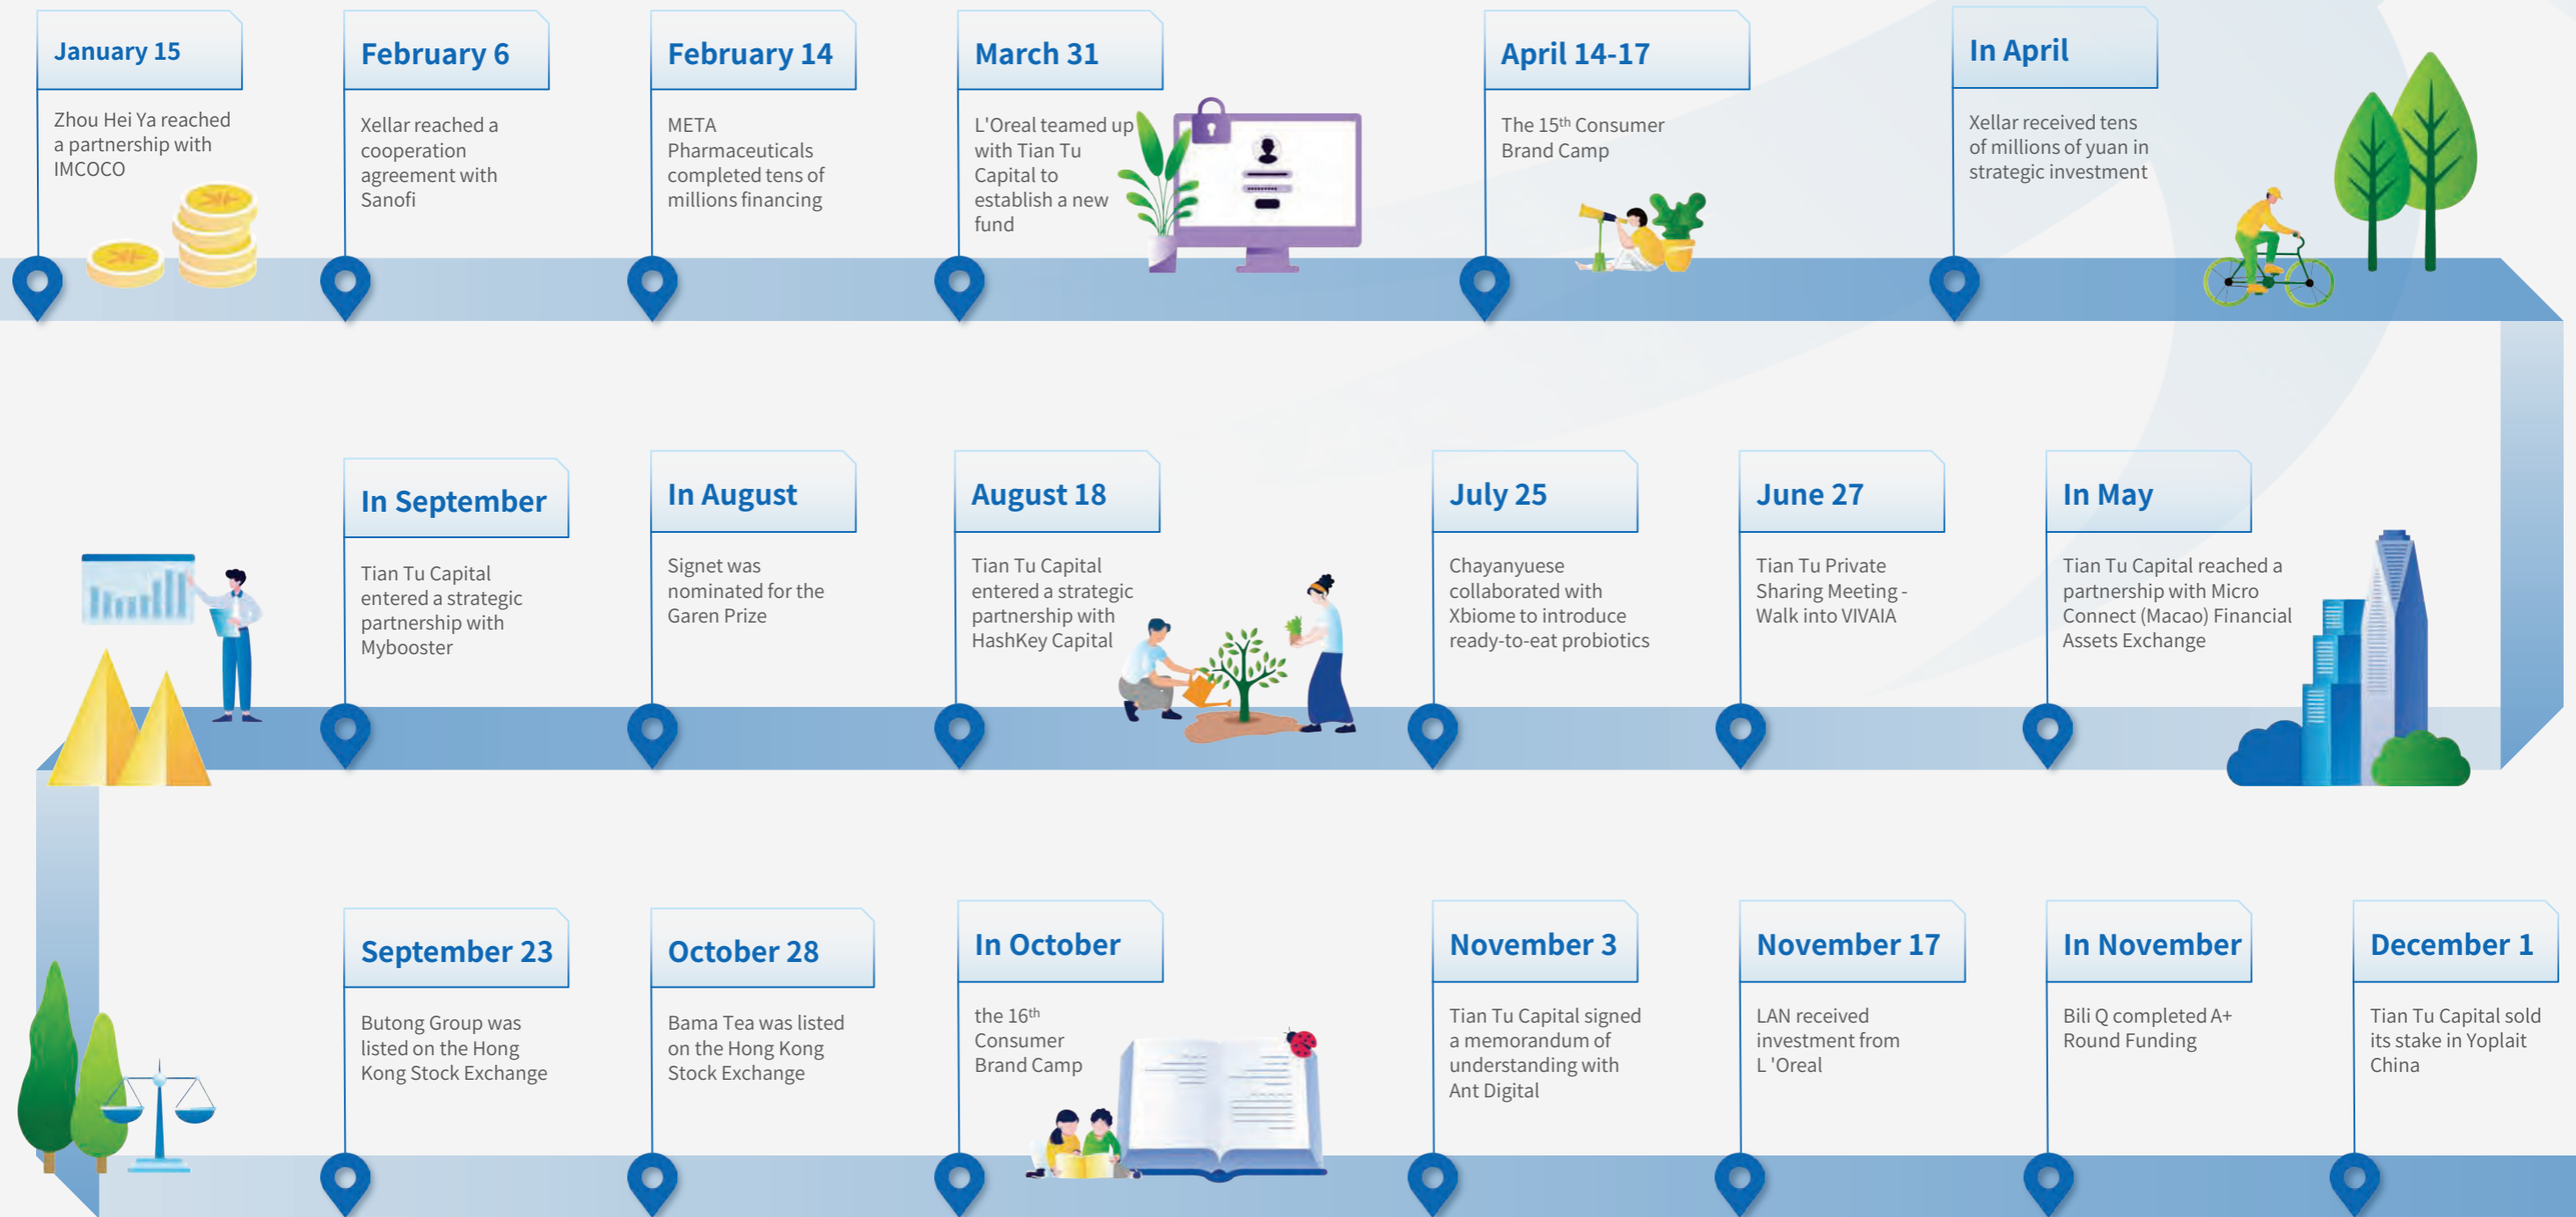 January 15
Zhou Hei Ya reached
a partnership with
IMCOCO
February 6
Xellar reached a
cooperation
agreement with
Sanofi
February 14
META
Pharmaceuticals
completed tens of
millions financing
March 31
L'Oreal teamed up
with Tian Tu
Capital to
establish a new
fund
April 14-17
The 15th Consumer
Brand Camp
In April
Xellar received tens
of millions of yuan in
strategic investment
In September
Tian Tu Capital
entered a strategic
partnership with
Mybooster
In August
Signet was
nominated for the
Garen Prize
August 18
Tian Tu Capital
entered a strategic
partnership with
HashKey Capital
July 25
Chayanyuese
collaborated with
Xbiome to introduce
ready-to-eat probiotics
June 27
Tian Tu Private
Sharing Meeting -
Walk into VIVAIA
In May
Tian Tu Capital reached a
partnership with Micro
Connect (Macao) Financial
Assets Exchange
September 23
Butong Group was
listed on the Hong
Kong Stock Exchange
October 28
Bama Tea was listed
on the Hong Kong
Stock Exchange
In October
the 16th
Consumer
Brand Camp
November 3
Tian Tu Capital signed
a memorandum of
understanding with
Ant Digital
November 17
LAN received
investment from
L 'Oreal
In November
Bili Q completed A+
Round Funding
December 1
Tian Tu Capital sold
its stake in Yoplait
China